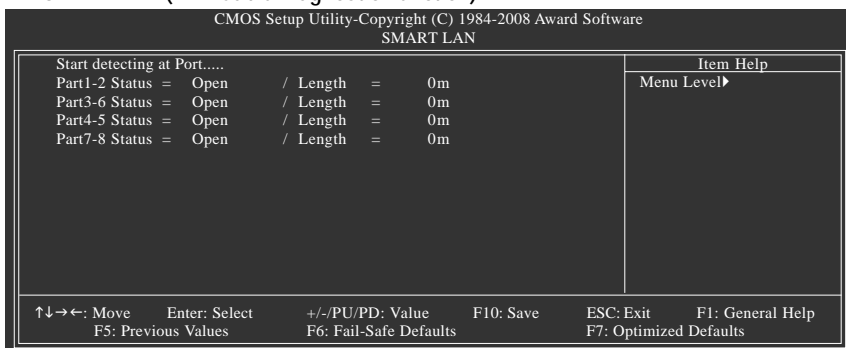 CMOS Setup Utility-Copyright (C) 1984-2008 Award Software
SMART LAN
Start detecting at Port.....
Part1-2 Status = Open / Length = 0m
Part3-6 Status = Open / Length = 0m
Part4-5 Status = Open / Length = 0m
Part7-8 Status = Open / Length = 0m
Item Help
Menu Level▶
↑↓→←: Move Enter: Select +/-/PU/PD: Value F10: Save ESC: Exit F1: General Help
F5: Previous Values F6: Fail-Safe Defaults F7: Optimized Defaults